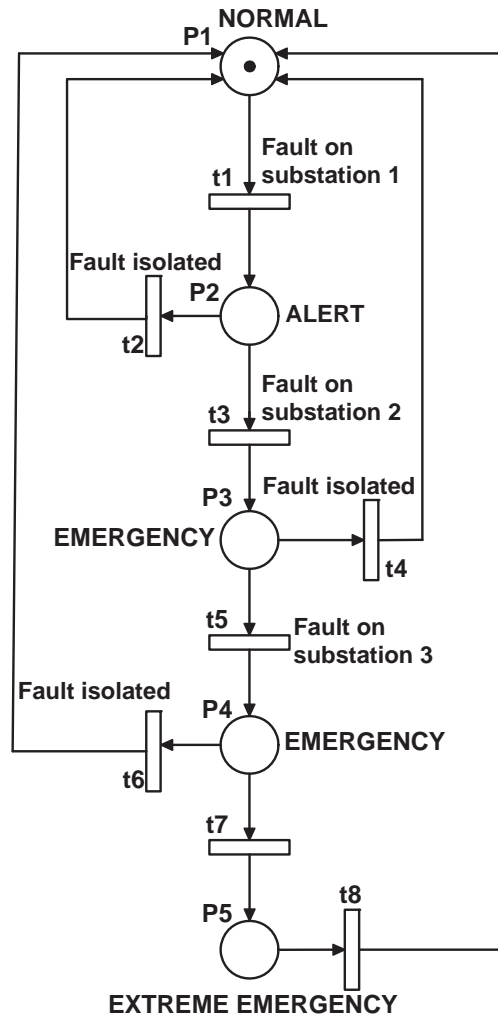 NORMAL
P1
Fault on
substation 1
t1
Fault isolated
P2
ALERT
t2
Fault on
substation 2
t3
P3
Fault isolated
EMERGENCY
t4
t5
Fault on
substation 3
Fault isolated
P4
EMERGENCY
t6
t7
t8
P5
EXTREME EMERGENCY